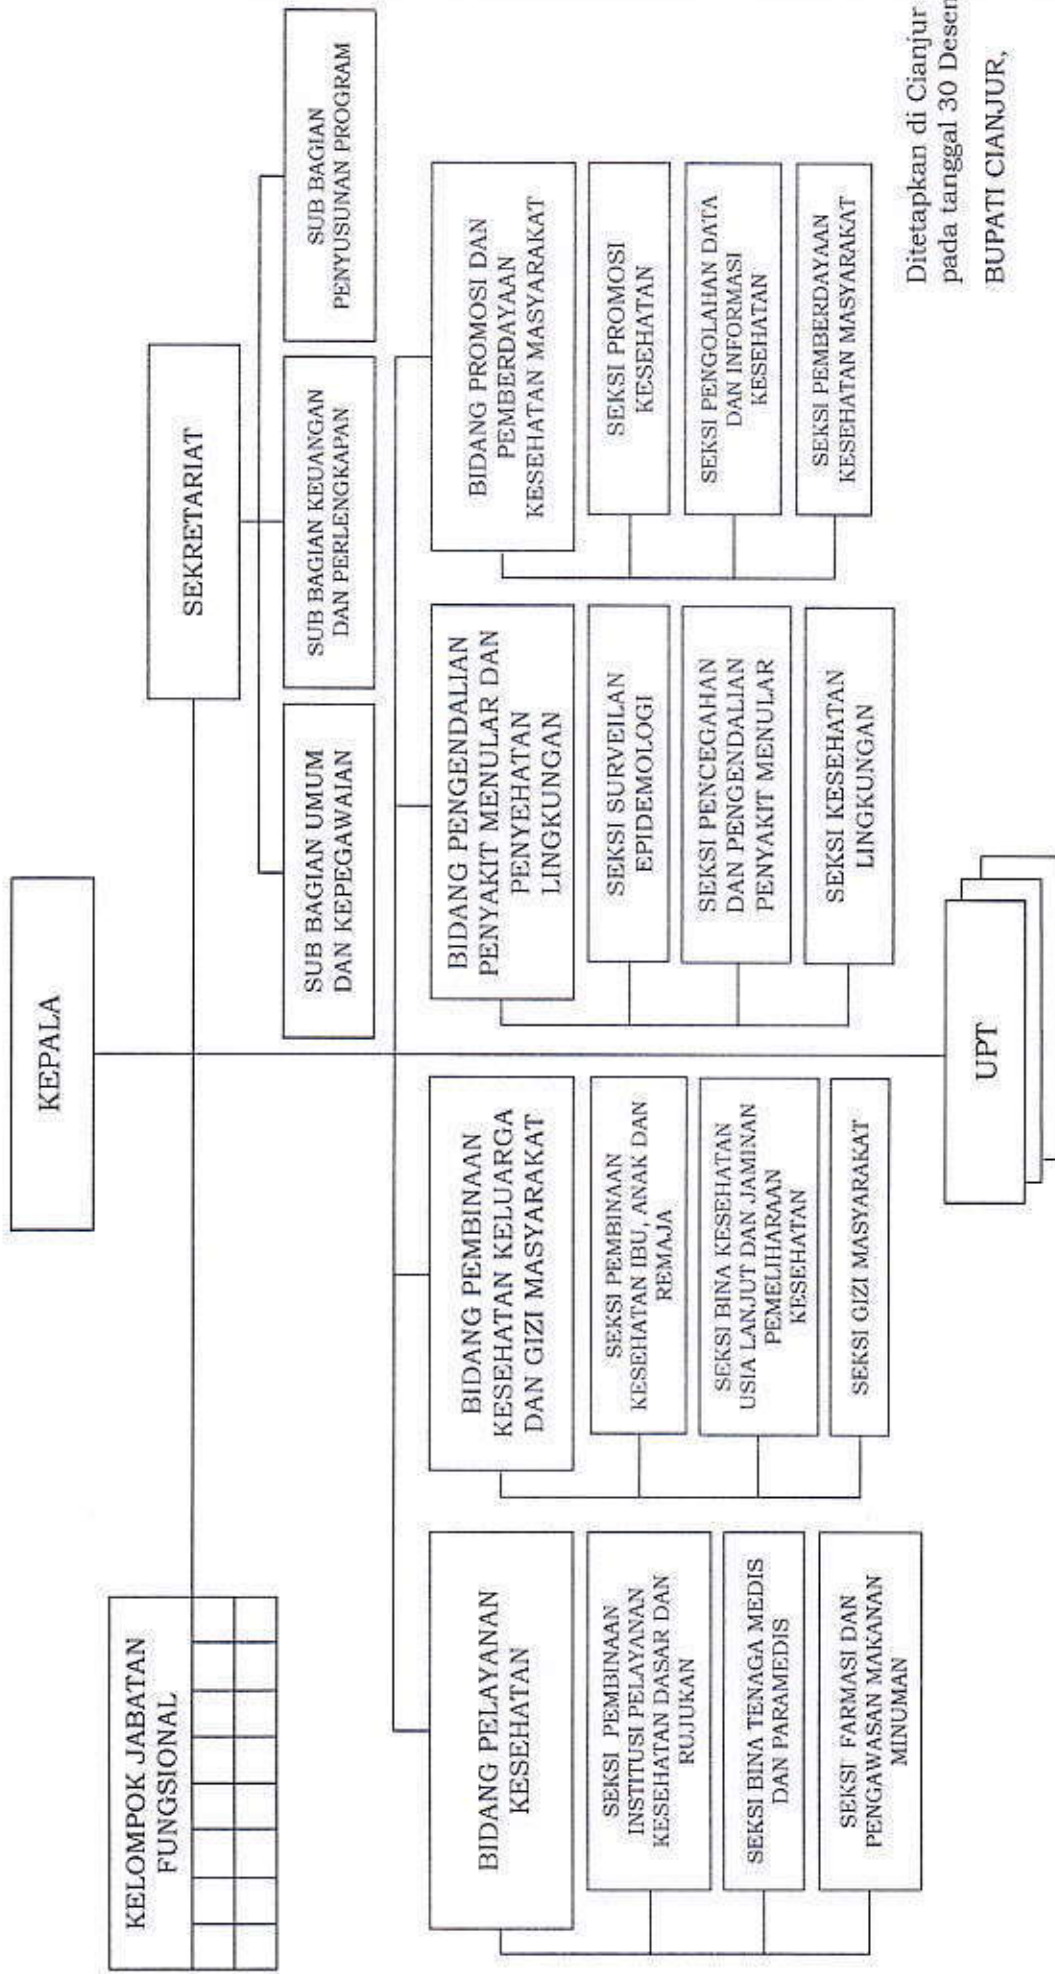 KEPALA
KELOMPOK JABATAN
FUNGSIONAL
SEKRETARIAT
SUB BAGIAN UMUM
DAN KEPEGAWAIAN
SUB BAGIAN KEUANGAN
DAN PERLENGKAPAN
SUB BAGIAN
PENYUSUNAN PROGRAM
BIDANG PELAYANAN
KESEHATAN
SEKSI PEMBINAAN
INSTITUSI PELAYANAN
KESEHATAN DASAR DAN
RUJUKAN
SEKSI BINA TENAGA MEDIS
DAN PARAMEDIS
SEKSI FARMASI DAN
PENGAWASAN MAKANAN
MINUMAN
BIDANG PEMBINAAN
KESEHATAN KELUARGA
DAN GIZI MASYARAKAT
SEKSI PEMBINAAN
KESEHATAN IBU, ANAK DAN
REMAJA
SEKSI BINA KESEHATAN
USIA LANJUT DAN JAMINAN
PEMELIHARAAN
KESEHATAN
SEKSI GIZI MASYARAKAT
BIDANG PENGENDALIAN
PENYAKIT MENULAR DAN
PENYEHATAN
LINGKUNGAN
SEKSI SURVEILAN
EPIDEMOLOGI
SEKSI PENCEGAHAN
DAN PENGENDALIAN
PENYAKIT MENULAR
SEKSI KESEHATAN
LINGKUNGAN
BIDANG PROMOSI DAN
PEMBERDAYAAN
KESEHATAN MASYARAKAT
SEKSI PROMOSI
KESEHATAN
SEKSI PENGOLAHAN DATA
DAN INFORMASI
KESEHATAN
SEKSI PEMBERDAYAAN
KESEHATAN MASYARAKAT
UPT
Ditetapkan di Cianjur
pada tanggal 30 Desem
BUPATI CIANJUR,